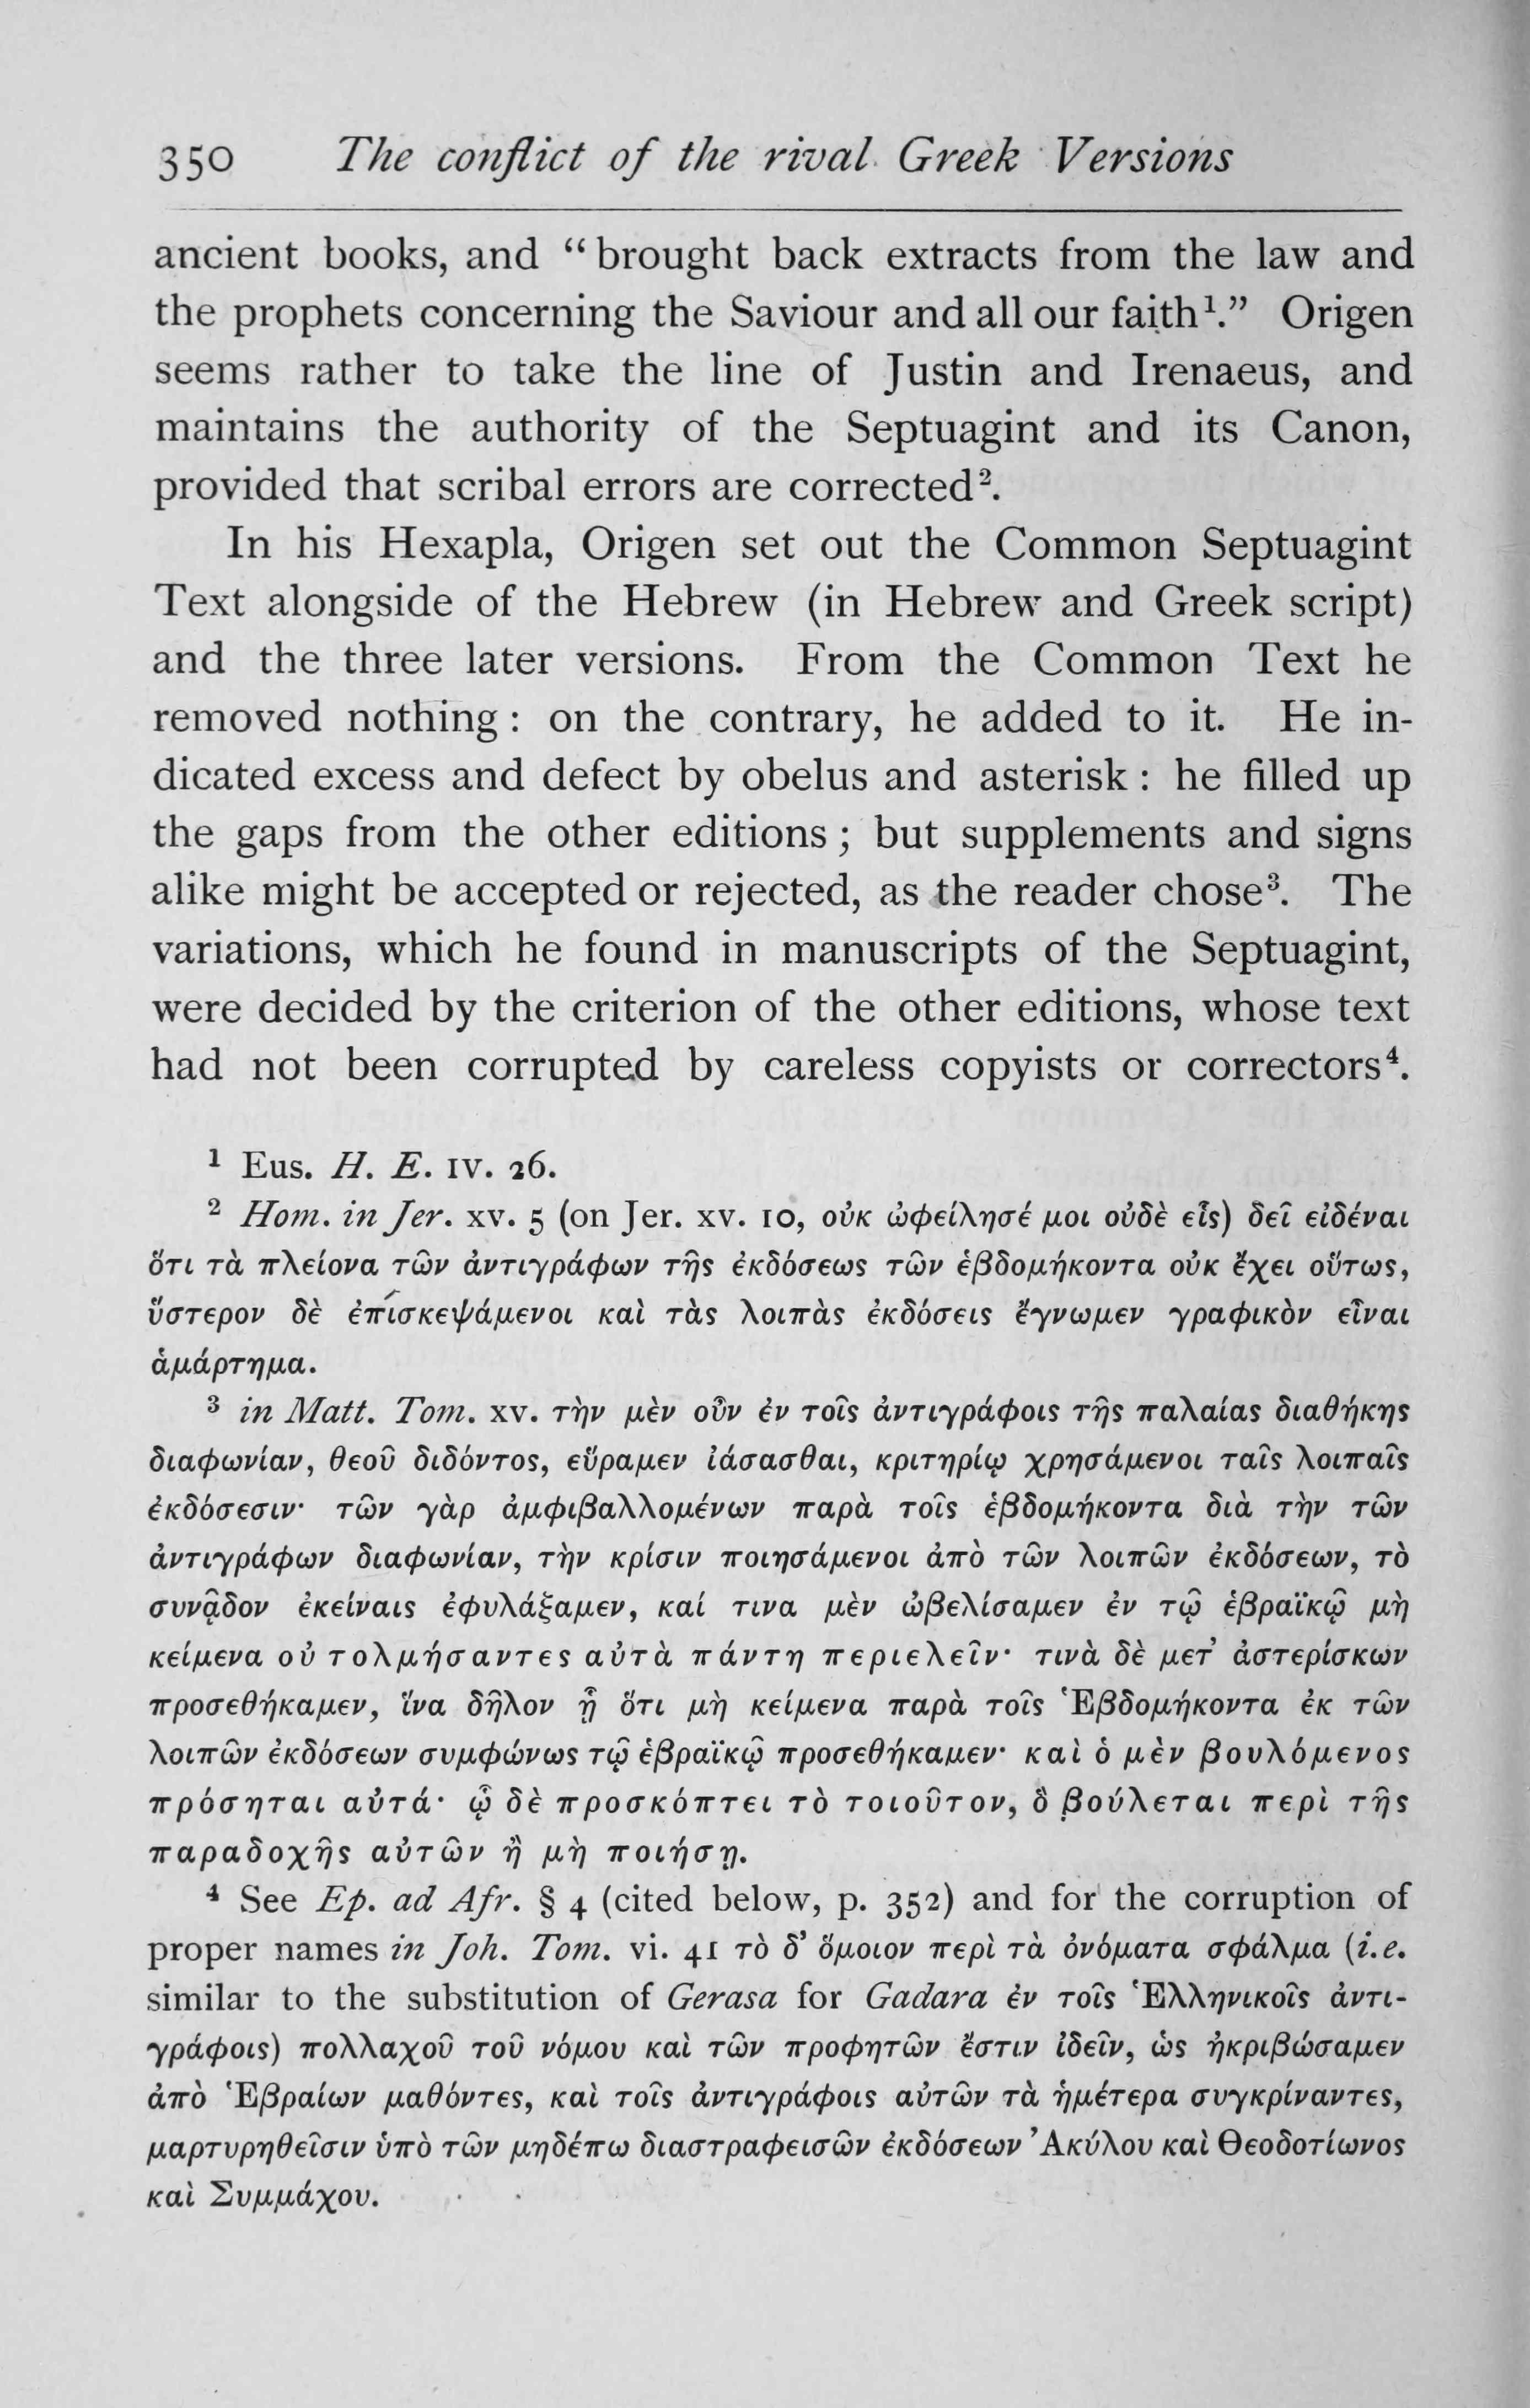 350 The conflict of the rival Greek Versions
ancient books, and “brought back extracts from the law and
the prophets concerning the Saviour and all our faith¹.” Origen
seems rather to take the line of Justin and Irenaeus, and
maintains the authority of the Septuagint and its Canon,
provided that scribal errors are corrected².
In his Hexapla, Origen set out the Common Septuagint
Text alongside of the Hebrew (in Hebrew and Greek script)
and the three later versions. From the Common Text he
removed nothing : on the contrary, he added to it. He in-
dicated excess and defect by obelus and asterisk : he filled up
the gaps from the other editions ; but supplements and signs
alike might be accepted or rejected, as the reader chose³. The
variations, which he found in manuscripts of the Septuagint,
were decided by the criterion of the other editions, whose text
had not been corrupted by careless copyists or correctors⁴.
¹ Eus. H. E. IV. 26.
² Hom. in Jer. XV. 5 (on Jer. XV. 10, οὐκ ὠφείλησέ μοι οὐδὲ εἷς) δεῖ εἰδέναι
ὅτι τὰ πλείονα τῶν ἀντιγράφων τῆς ἐκδόσεως τῶν ἑβδομήκοντα οὐκ ἔχει οὕτως,
ὕστερον δὲ ἐπισκεψάμενοι καὶ τὰς λοιπὰς ἐκδόσεις ἔγνωμεν γραφικὸν εἶναι
ἁμάρτημα.
³ in Matt. Tom. XV. τὴν μὲν οὖν ἐν τοῖς ἀντιγράφοις τῆς παλαίας διαθήκης
διαφωνίαν, θεοῦ διδόντος, εὕραμεν ἰάσασθαι, κριτηρίῳ χρησάμενοι ταῖς λοιπαῖς
ἐκδόσεσιν· τῶν γὰρ ἀμφιβαλλομένων παρὰ τοῖς ἑβδομήκοντα διὰ τὴν τῶν
ἀντιγράφων διαφωνίαν, τὴν κρίσιν ποιησάμενοι ἀπὸ τῶν λοιπῶν ἐκδόσεων, τὸ
συνᾷδον ἐκείναις ἐφυλάξαμεν, καί τινα μὲν ὠβελίσαμεν ἐν τῷ ἑβραϊκῷ μὴ
κείμενα οὐ τολμήσαντες αὐτὰ πάντη περιελεῖν· τινὰ δὲ μετ’ ἀστερίσκων
προσεθήκαμεν, ἵνα δῆλον ᾖ ὅτι μὴ κείμενα παρὰ τοῖς Ἑβδομήκοντα ἐκ τῶν
λοιπῶν ἐκδόσεων συμφώνως τῷ ἑβραϊκῷ προσεθήκαμεν· καὶ ὁ μὲν βουλόμενος
πρόσηται αὐτά· ᾧ δὲ προσκόπτει τὸ τοιοῦτον, ὃ βούλεται περὶ τῆς
παραδοχῆς αὐτῶν ἢ μὴ ποιήσῃ.
⁴ See Ep. ad Afr. § 4 (cited below, p. 352) and for the corruption of
proper names in Joh. Tom. vi. 41 τὸ δ’ ὅμοιον περὶ τὰ ὀνόματα σφάλμα (i.e.
similar to the substitution of Gerasa for Gadara ἐν τοῖς Ἑλληνικοῖς ἀντι-
γράφοις) πολλαχοῦ τοῦ νόμου καὶ τῶν προφητῶν ἔστιν ἰδεῖν, ὡς ἠκριβώσαμεν
ἀπὸ Ἑβραίων μαθόντες, καὶ τοῖς ἀντιγράφοις αὐτῶν τὰ ἡμέτερα συγκρίναντες,
μαρτυρηθεῖσιν ὑπὸ τῶν μηδέπω διαστραφεισῶν ἐκδόσεων Ἀκύλου καὶ Θεοδοτίωνος
καὶ Συμμάχου.